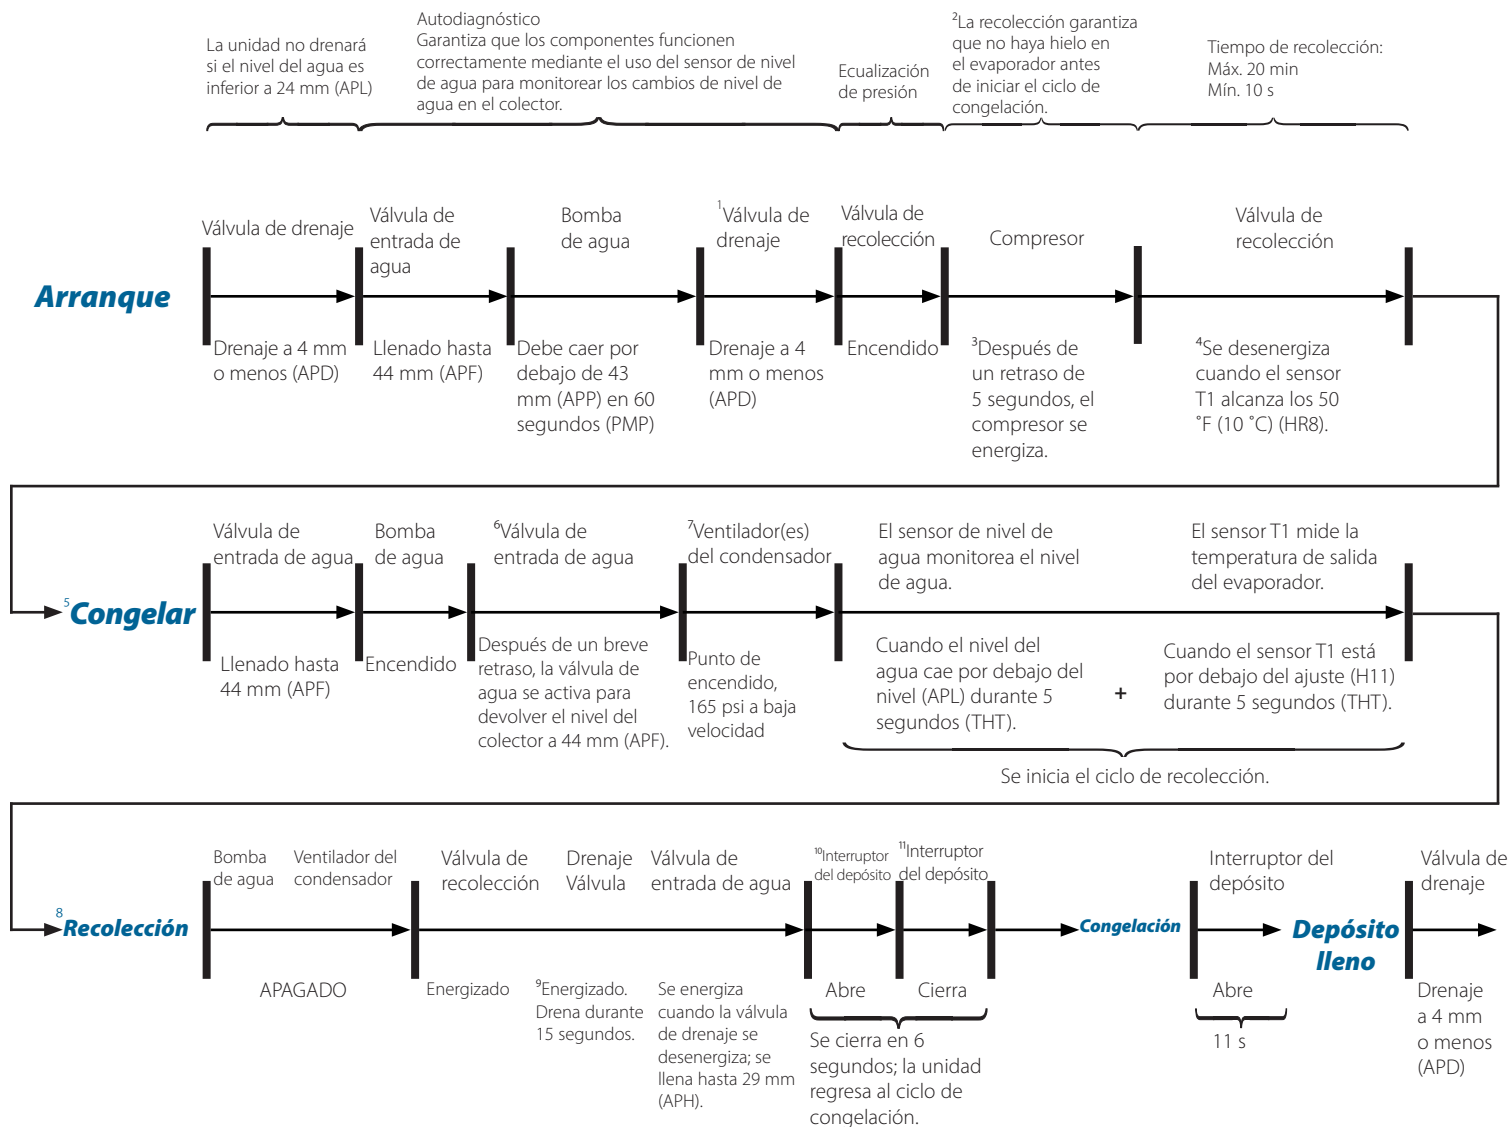 La unidad no drenará
si el nivel del agua es
inferior a 24 mm (APL)
Autodiagnóstico
Garantiza que los componentes funcionen
correctamente mediante el uso del sensor de nivel
de agua para monitorear los cambios de nivel de
agua en el colector.
Ecualización
de presión
²La recolección garantiza
que no haya hielo en
el evaporador antes
de iniciar el ciclo de
congelación.
Tiempo de recolección:
Máx. 20 min
Mín. 10 s
Arranque
Válvula de drenaje
Válvula de
entrada de
agua
Bomba
de agua
¹Válvula de
drenaje
Válvula de
recolección
Compresor
Válvula de
recolección
Drenaje a 4 mm
o menos (APD)
Llenado hasta
44 mm (APF)
Debe caer por
debajo de 43
mm (APP) en 60
segundos (PMP)
Drenaje a 4
mm o menos
(APD)
Encendido
³Después de
un retraso de
5 segundos, el
compresor se
energiza.
⁴Se desenergiza
cuando el sensor
T1 alcanza los 50
˚F (10 ˚C) (HR8).
⁵Congelar
Válvula de
entrada de agua
Bomba
de agua
⁶Válvula de
entrada de agua
⁷Ventilador(es)
del condensador
El sensor de nivel de
agua monitorea el nivel
de agua.
El sensor T1 mide la
temperatura de salida
del evaporador.
Llenado hasta
44 mm (APF)
Encendido
Después de un breve
retraso, la válvula de
agua se activa para
devolver el nivel del
colector a 44 mm (APF).
Punto de
encendido,
165 psi a baja
velocidad
Cuando el nivel del
agua cae por debajo del
nivel (APL) durante 5
segundos (THT).
+
Cuando el sensor T1 está
por debajo del ajuste (H11)
durante 5 segundos (THT).
Se inicia el ciclo de recolección.
⁸Recolección
Bomba
de agua
Ventilador del
condensador
Válvula de
recolección
Drenaje
Válvula
Válvula de
entrada de agua
¹⁰Interruptor
del depósito
¹¹Interruptor
del depósito
Congelación
Interruptor del
depósito
Depósito
lleno
Válvula de
drenaje
APAGADO
Energizado
⁹Energizado.
Drena durante
15 segundos.
Se energiza
cuando la válvula
de drenaje se
desenergiza; se
llena hasta 29 mm
(APH).
Abre
Cierra
Se cierra en 6
segundos; la unidad
regresa al ciclo de
congelación.
Abre
11 s
Drenaje
a 4 mm
o menos
(APD)